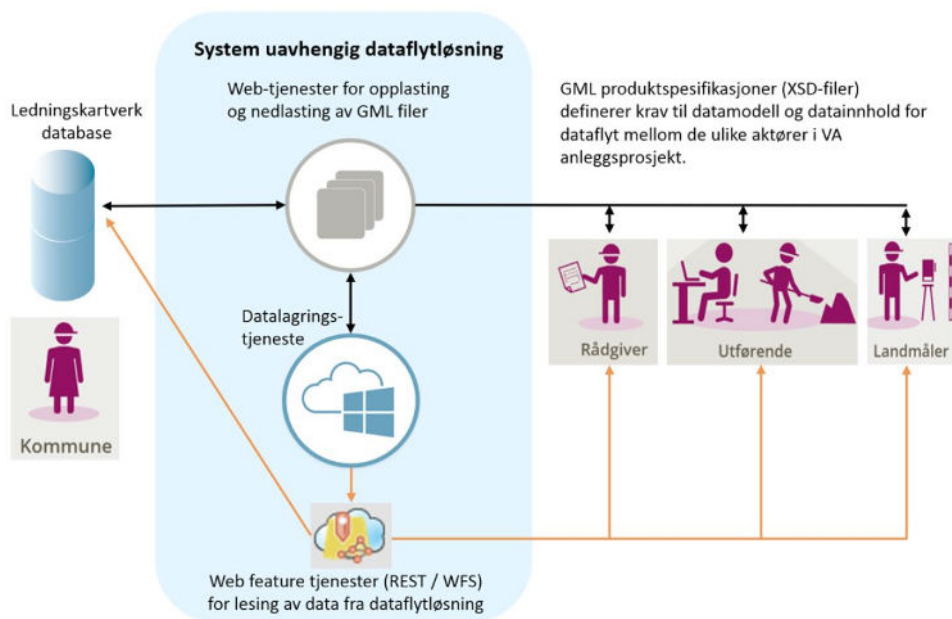 System uavhengig dataflytløsning
Web-tjenester for opplasting
og nedlasting av GML filer
Ledningskartverk
database
GML produktspesifikasjoner (XSD-filer)
definerer krav til datamodell og datainnhold for
dataflyt mellom de ulike aktører i VA
anleggsprosjekt.
Datalagrings-
tjeneste
Rådgiver
Utførende
Landmåler
Kommune
Web feature tjenester (REST / WFS)
for lesing av data fra dataflytløsning